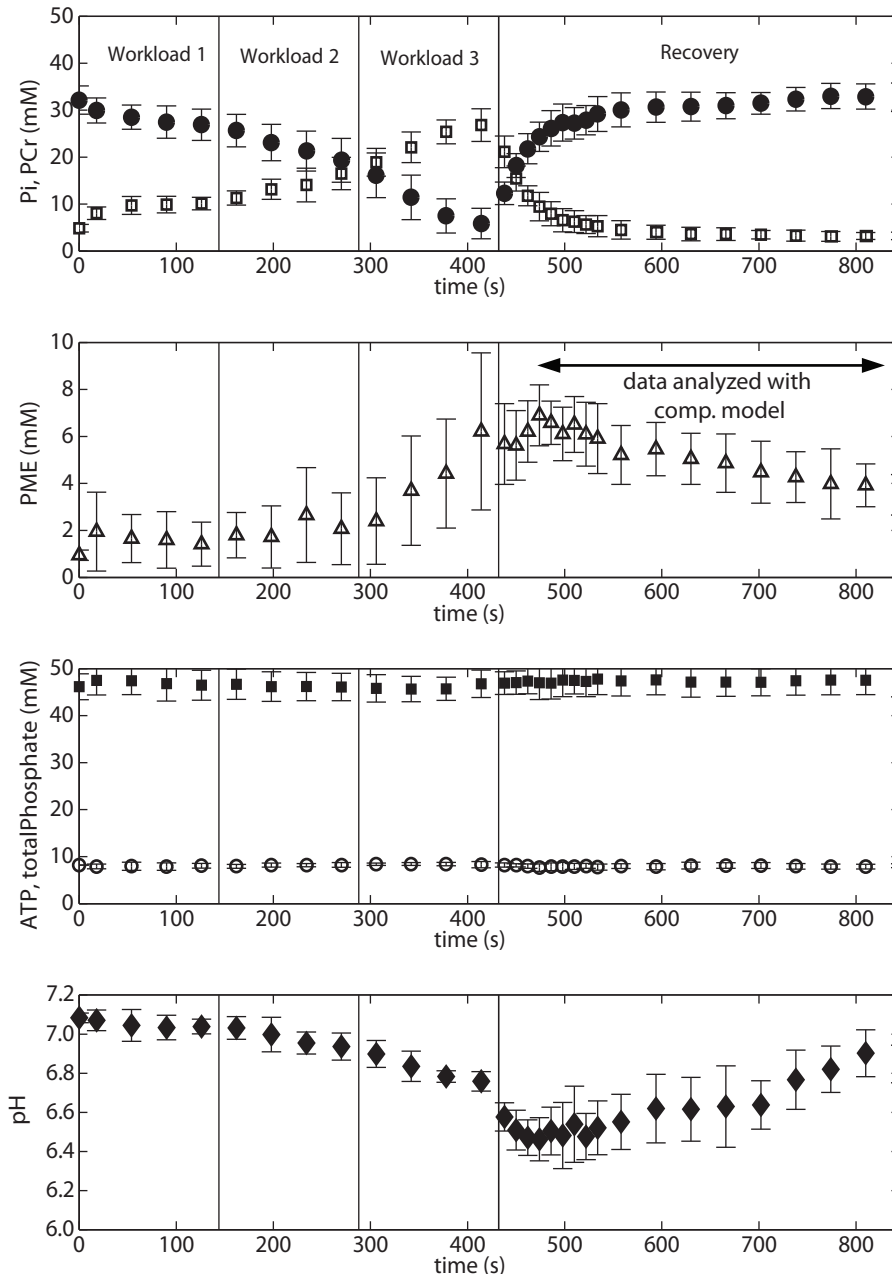 50
Workload 1 Workload 2 Workload 3 Recovery
40
30
20
10
0
Pi, PCr (mM)
0 100 200 300 400 500 600 700 800
time (s)
10
8
6
4
2
0
PME (mM)
data analyzed with
comp. model
0 100 200 300 400 500 600 700 800
time (s)
50
40
30
20
10
0
ATP, totalPhosphate (mM)
0 100 200 300 400 500 600 700 800
time (s)
7.2
7.0
6.8
6.6
6.4
6.2
6.0
pH
0 100 200 300 400 500 600 700 800
time (s)